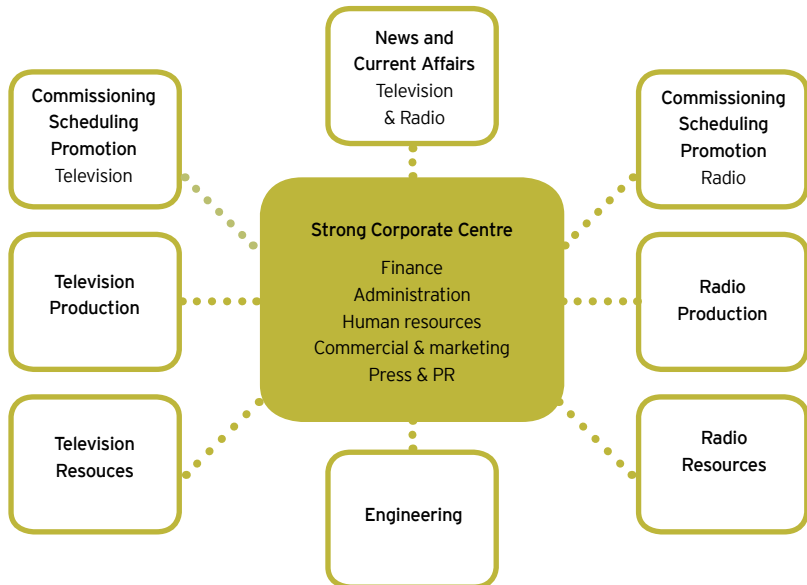 News and
Current Affairs
Television
& Radio
Commissioning
Scheduling
Promotion
Television
Commissioning
Scheduling
Promotion
Radio
Strong Corporate Centre
Finance
Administration
Human resources
Commercial & marketing
Press & PR
Television
Production
Radio
Production
Television
Resouces
Radio
Resources
Engineering